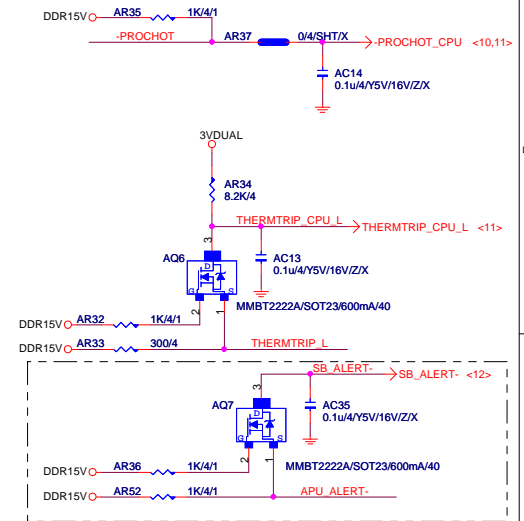 DDR15V AR35 1K/4/1
-PROCHOT AR37 0/4/SHT/X -PROCHOT_CPU <10,11>
AC14
0.1u/4/Y5V/16V/Z/X
3VDUAL
AR34
8.2K/4
THERMTRIP_CPU_L THERMTRIP_CPU_L <11>
3
AQ6 AC13
0.1u/4/Y5V/16V/Z/X
D
G S
MMBT2222A/SOT23/600mA/40
2 1
DDR15V AR32 1K/4/1
DDR15V AR33 300/4 THERMTRIP_L
SB_ALERT- SB_ALERT- <12>
3
AQ7 AC35
0.1u/4/Y5V/16V/Z/X
D
G S
MMBT2222A/SOT23/600mA/40
2 1
DDR15V AR36 1K/4/1
DDR15V AR52 1K/4/1 APU_ALERT-